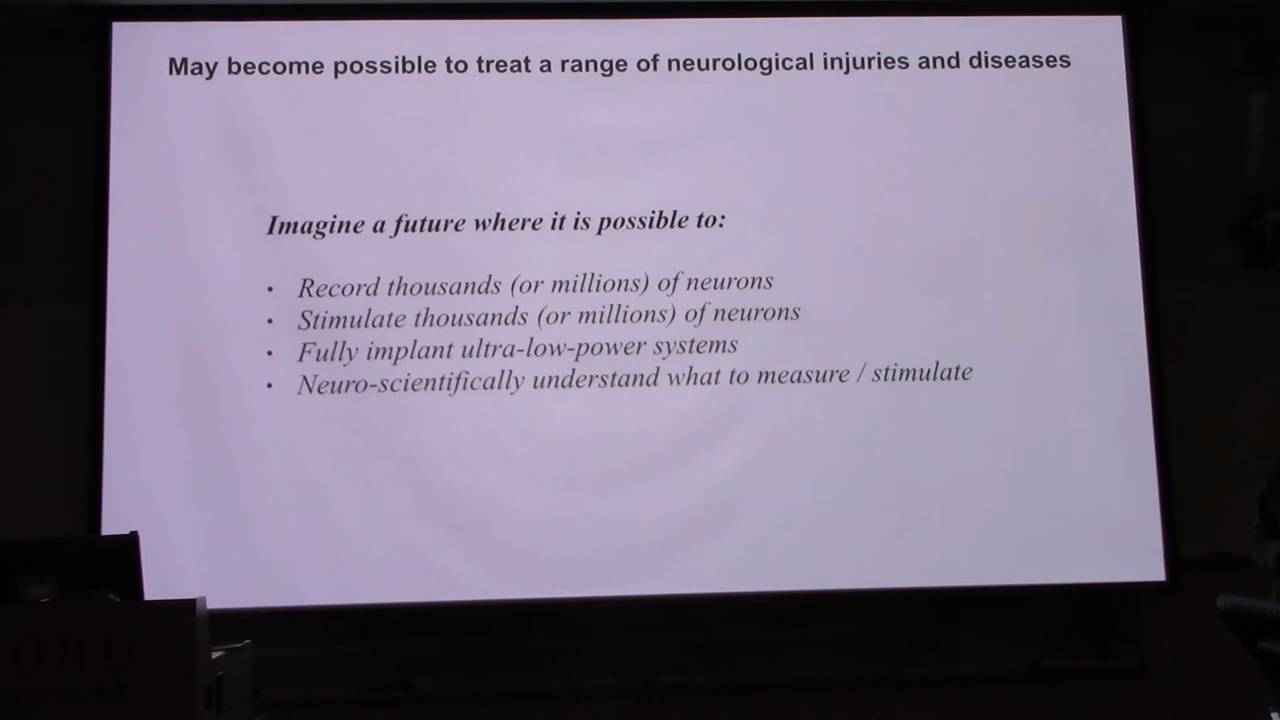 May become possible to treat a range of neurological injuries and diseases
Imagine a future where it is possible to:
• Record thousands (or millions) of neurons
• Stimulate thousands (or millions) of neurons
• Fully implant ultra-low-power systems
• Neuro-scientifically understand what to measure / stimulate